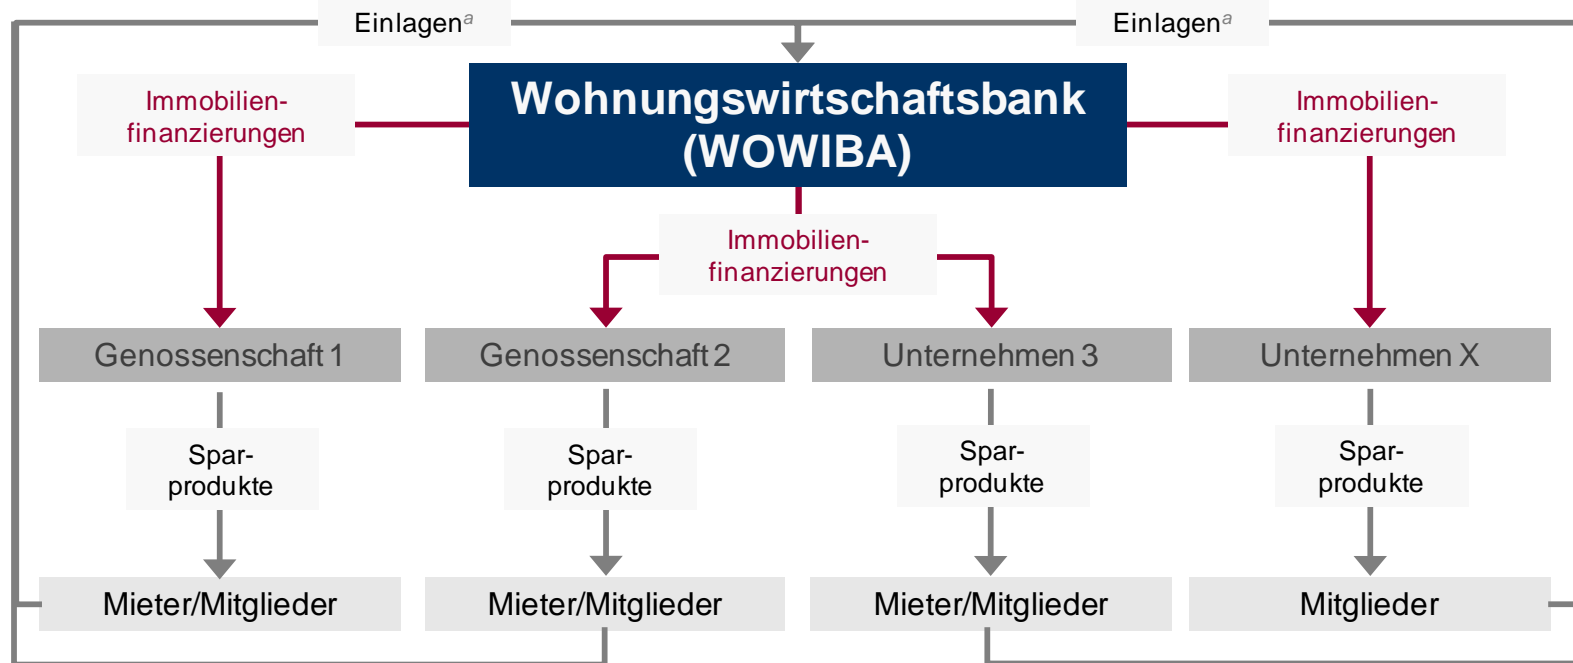 Einlagen^a
Einlagen^a
Wohnungswirtschaftsbank
(WOWIBA)
Immobilien-
finanzierungen
Immobilien-
finanzierungen
Immobilien-
finanzierungen
Genossenschaft 1
Genossenschaft 2
Unternehmen 3
Unternehmen X
Spar-
produkte
Spar-
produkte
Spar-
produkte
Spar-
produkte
Mieter/Mitglieder
Mieter/Mitglieder
Mieter/Mitglieder
Mitglieder